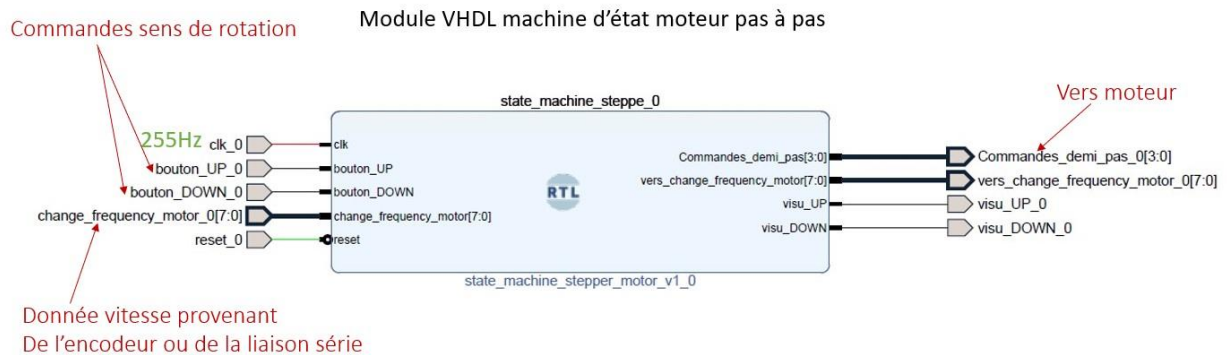 Module VHDL machine d'état moteur pas à pas
Commandes sens de rotation
state_machine_steppe_0
Vers moteur
255Hz
clk_0
bouton_UP_0
bouton_DOWN_0
change_frequency_motor_0[7:0]
reset_0
clk
bouton_UP
bouton_DOWN
change_frequency_motor[7:0]
reset
RTL
Commandes_demi_pas[3:0]
vers_change_frequency_motor[7:0]
visu_UP
visu_DOWN
Commandes_demi_pas_0[3:0]
vers_change_frequency_motor_0[7:0]
visu_UP_0
visu_DOWN_0
state_machine_stepper_motor_v1_0
Donnée vitesse provenant
De l'encodeur ou de la liaison série